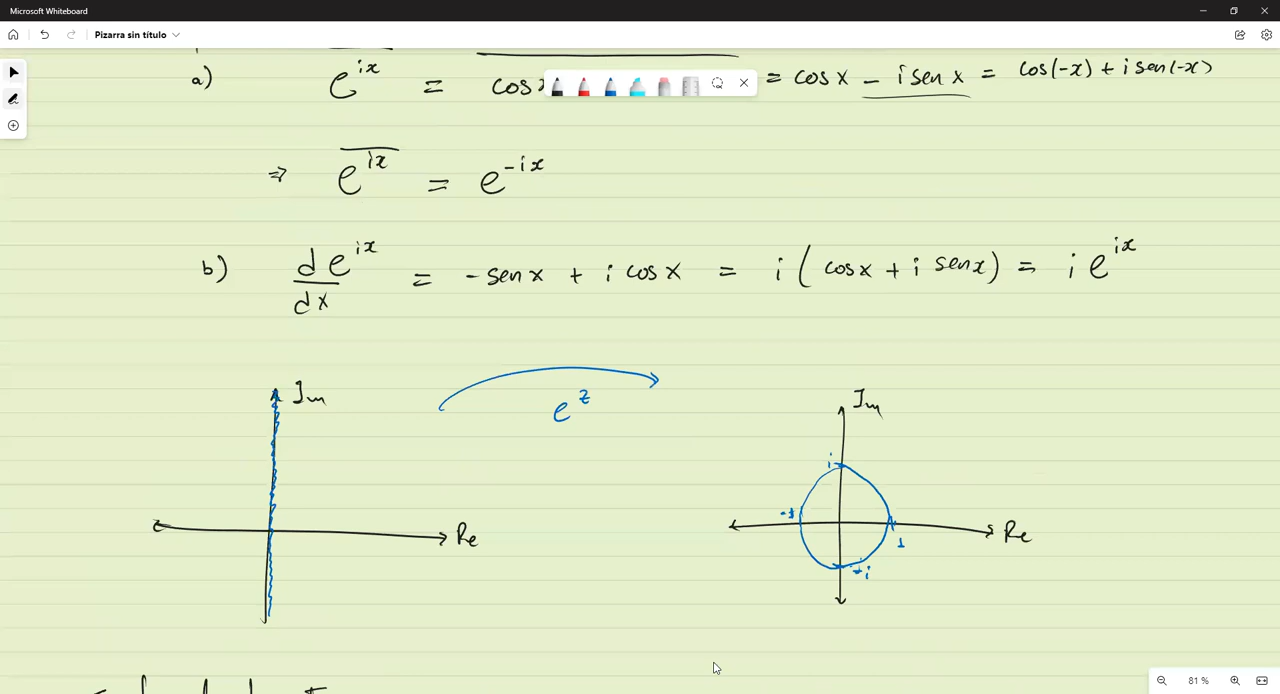 Microsoft Whiteboard
Pizarra sin título
a) e^{ix} = cos x = cos x - i sen x = cos(-x) + i sen(-x)
⇒ \overline{e^{ix}} = e^{-ix}
b) \frac{d e^{ix}}{dx} = - sen x + i cos x = i ( cos x + i sen x ) = i e^{ix}
Im
e^z
Im
i
-1
Re
1
Re
-i
81 %